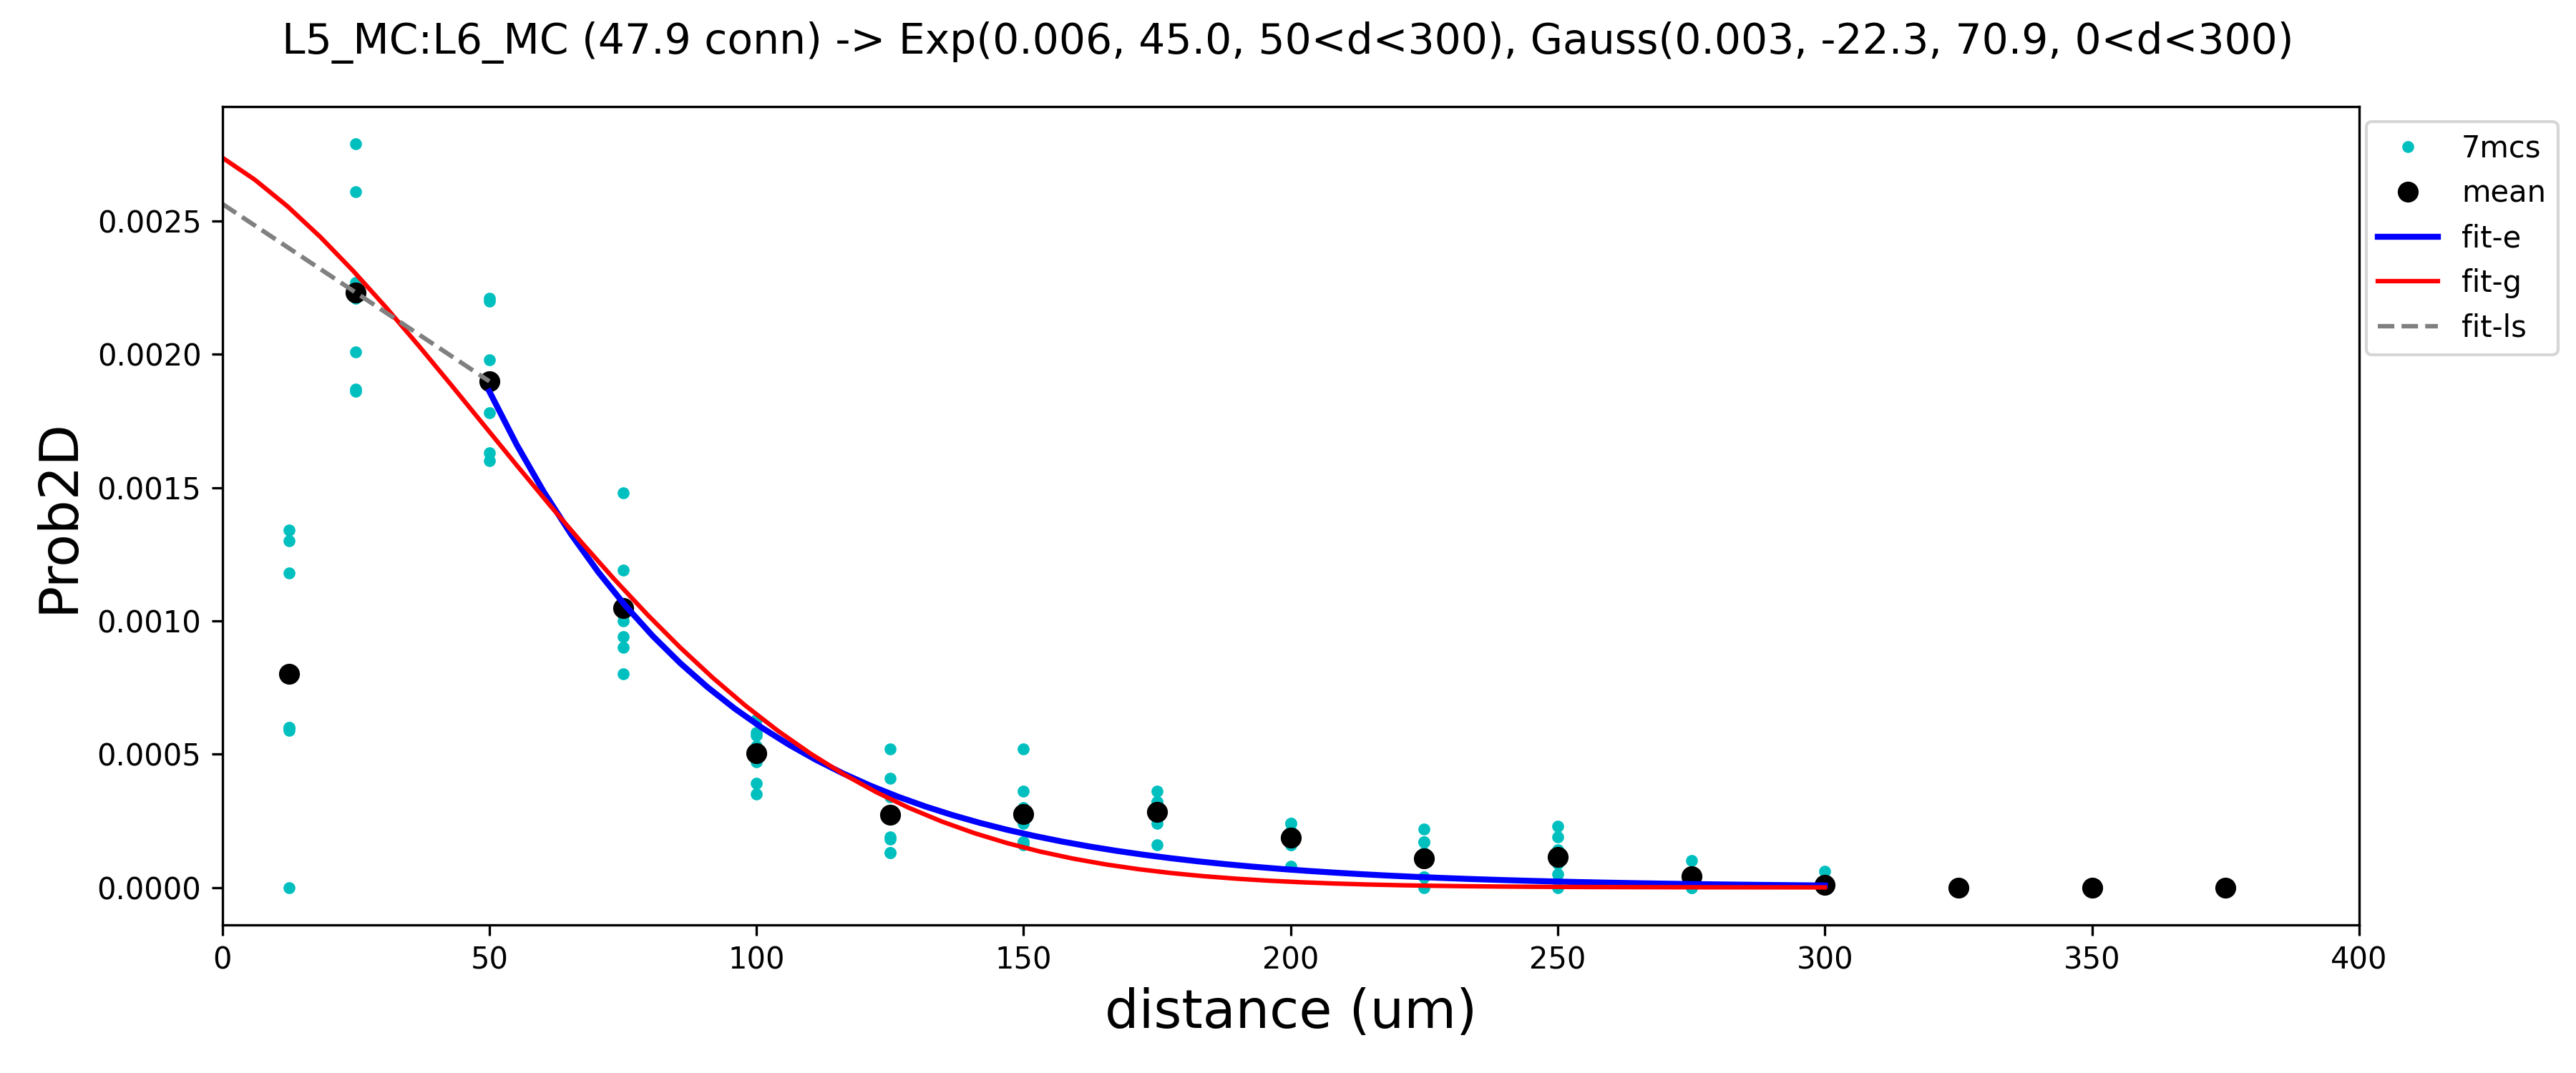 L5_MC:L6_MC (47.9 conn) -> Exp(0.006, 45.0, 50<d<300), Gauss(0.003, -22.3, 70.9, 0<d<300)
7mcs
mean
fit-e
fit-g
fit-ls
Prob2D
0.0025
0.0020
0.0015
0.0010
0.0005
0.0000
0 50 100 150 200 250 300 350 400
distance (um)